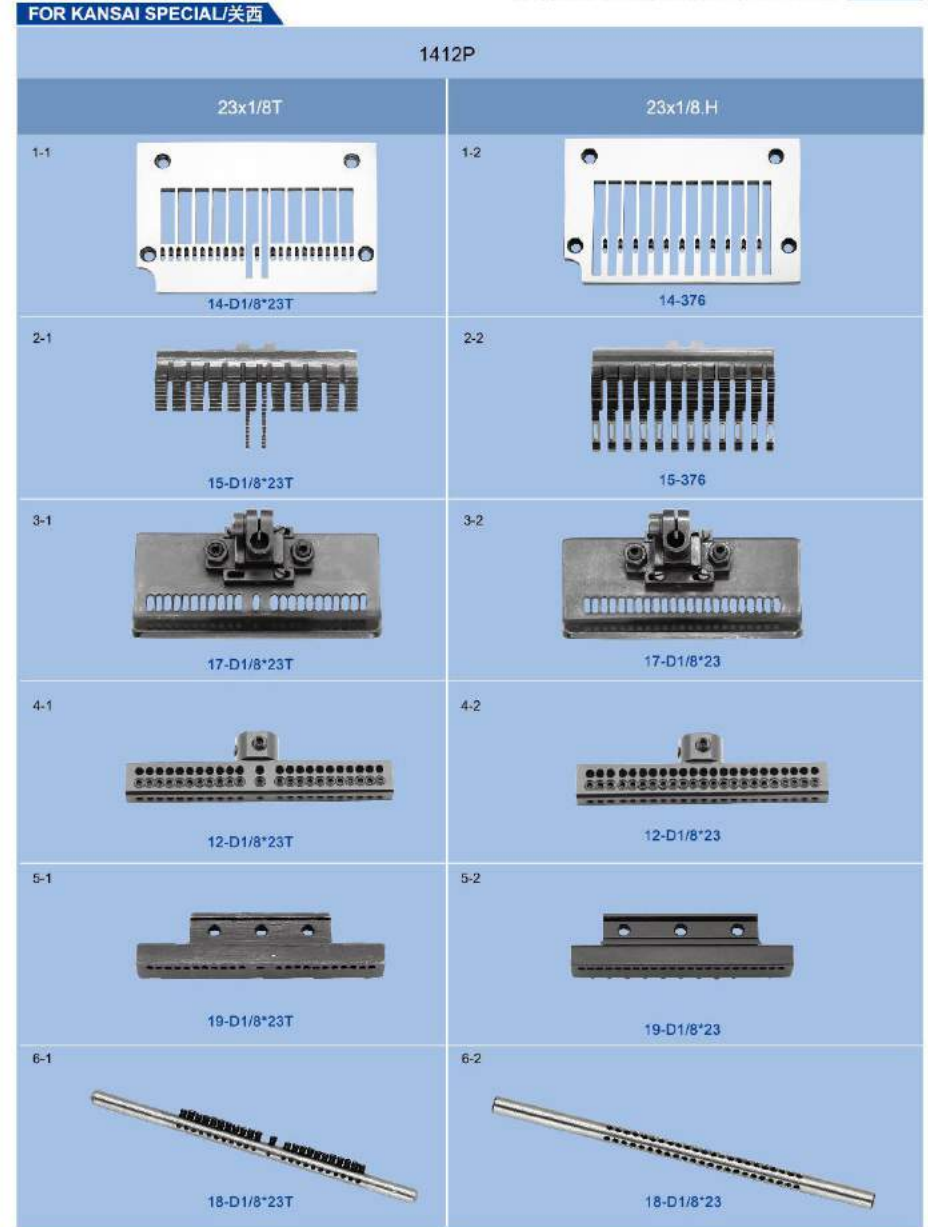 FOR KANSAI SPECIAL/关西
1412P
23x1/8T
23x1/8.H
1-1
1-2
14-D1/8*23T
14-376
2-1
2-2
15-D1/8*23T
15-376
3-1
3-2
17-D1/8*23T
17-D1/8*23
4-1
4-2
12-D1/8*23T
12-D1/8*23
5-1
5-2
19-D1/8*23T
19-D1/8*23
6-1
6-2
18-D1/8*23T
18-D1/8*23